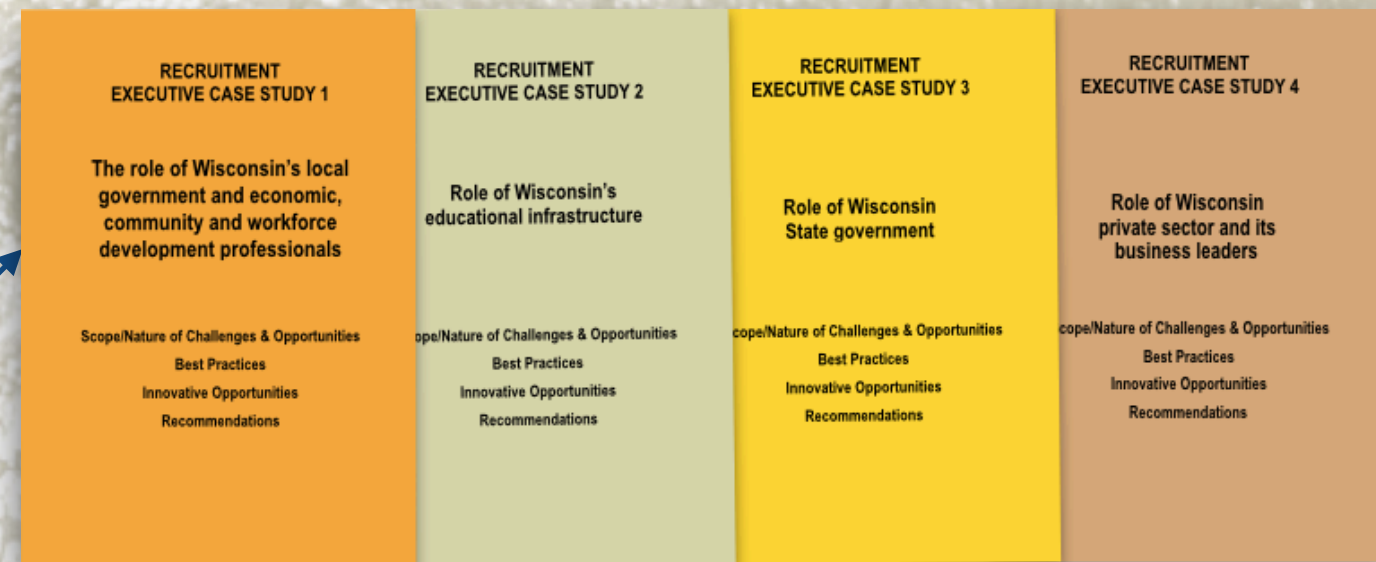 RECRUITMENT
EXECUTIVE CASE STUDY 1
The role of Wisconsin's local
government and economic,
community and workforce
development professionals
Scope/Nature of Challenges & Opportunities
Best Practices
Innovative Opportunities
Recommendations
RECRUITMENT
EXECUTIVE CASE STUDY 2
Role of Wisconsin's
educational infrastructure
ope/Nature of Challenges & Opportunities
Best Practices
Innovative Opportunities
Recommendations
RECRUITMENT
EXECUTIVE CASE STUDY 3
Role of Wisconsin
State government
cope/Nature of Challenges & Opportunities
Best Practices
Innovative Opportunities
Recommendations
RECRUITMENT
EXECUTIVE CASE STUDY 4
Role of Wisconsin
private sector and its
business leaders
cope/Nature of Challenges & Opportunities
Best Practices
Innovative Opportunities
Recommendations